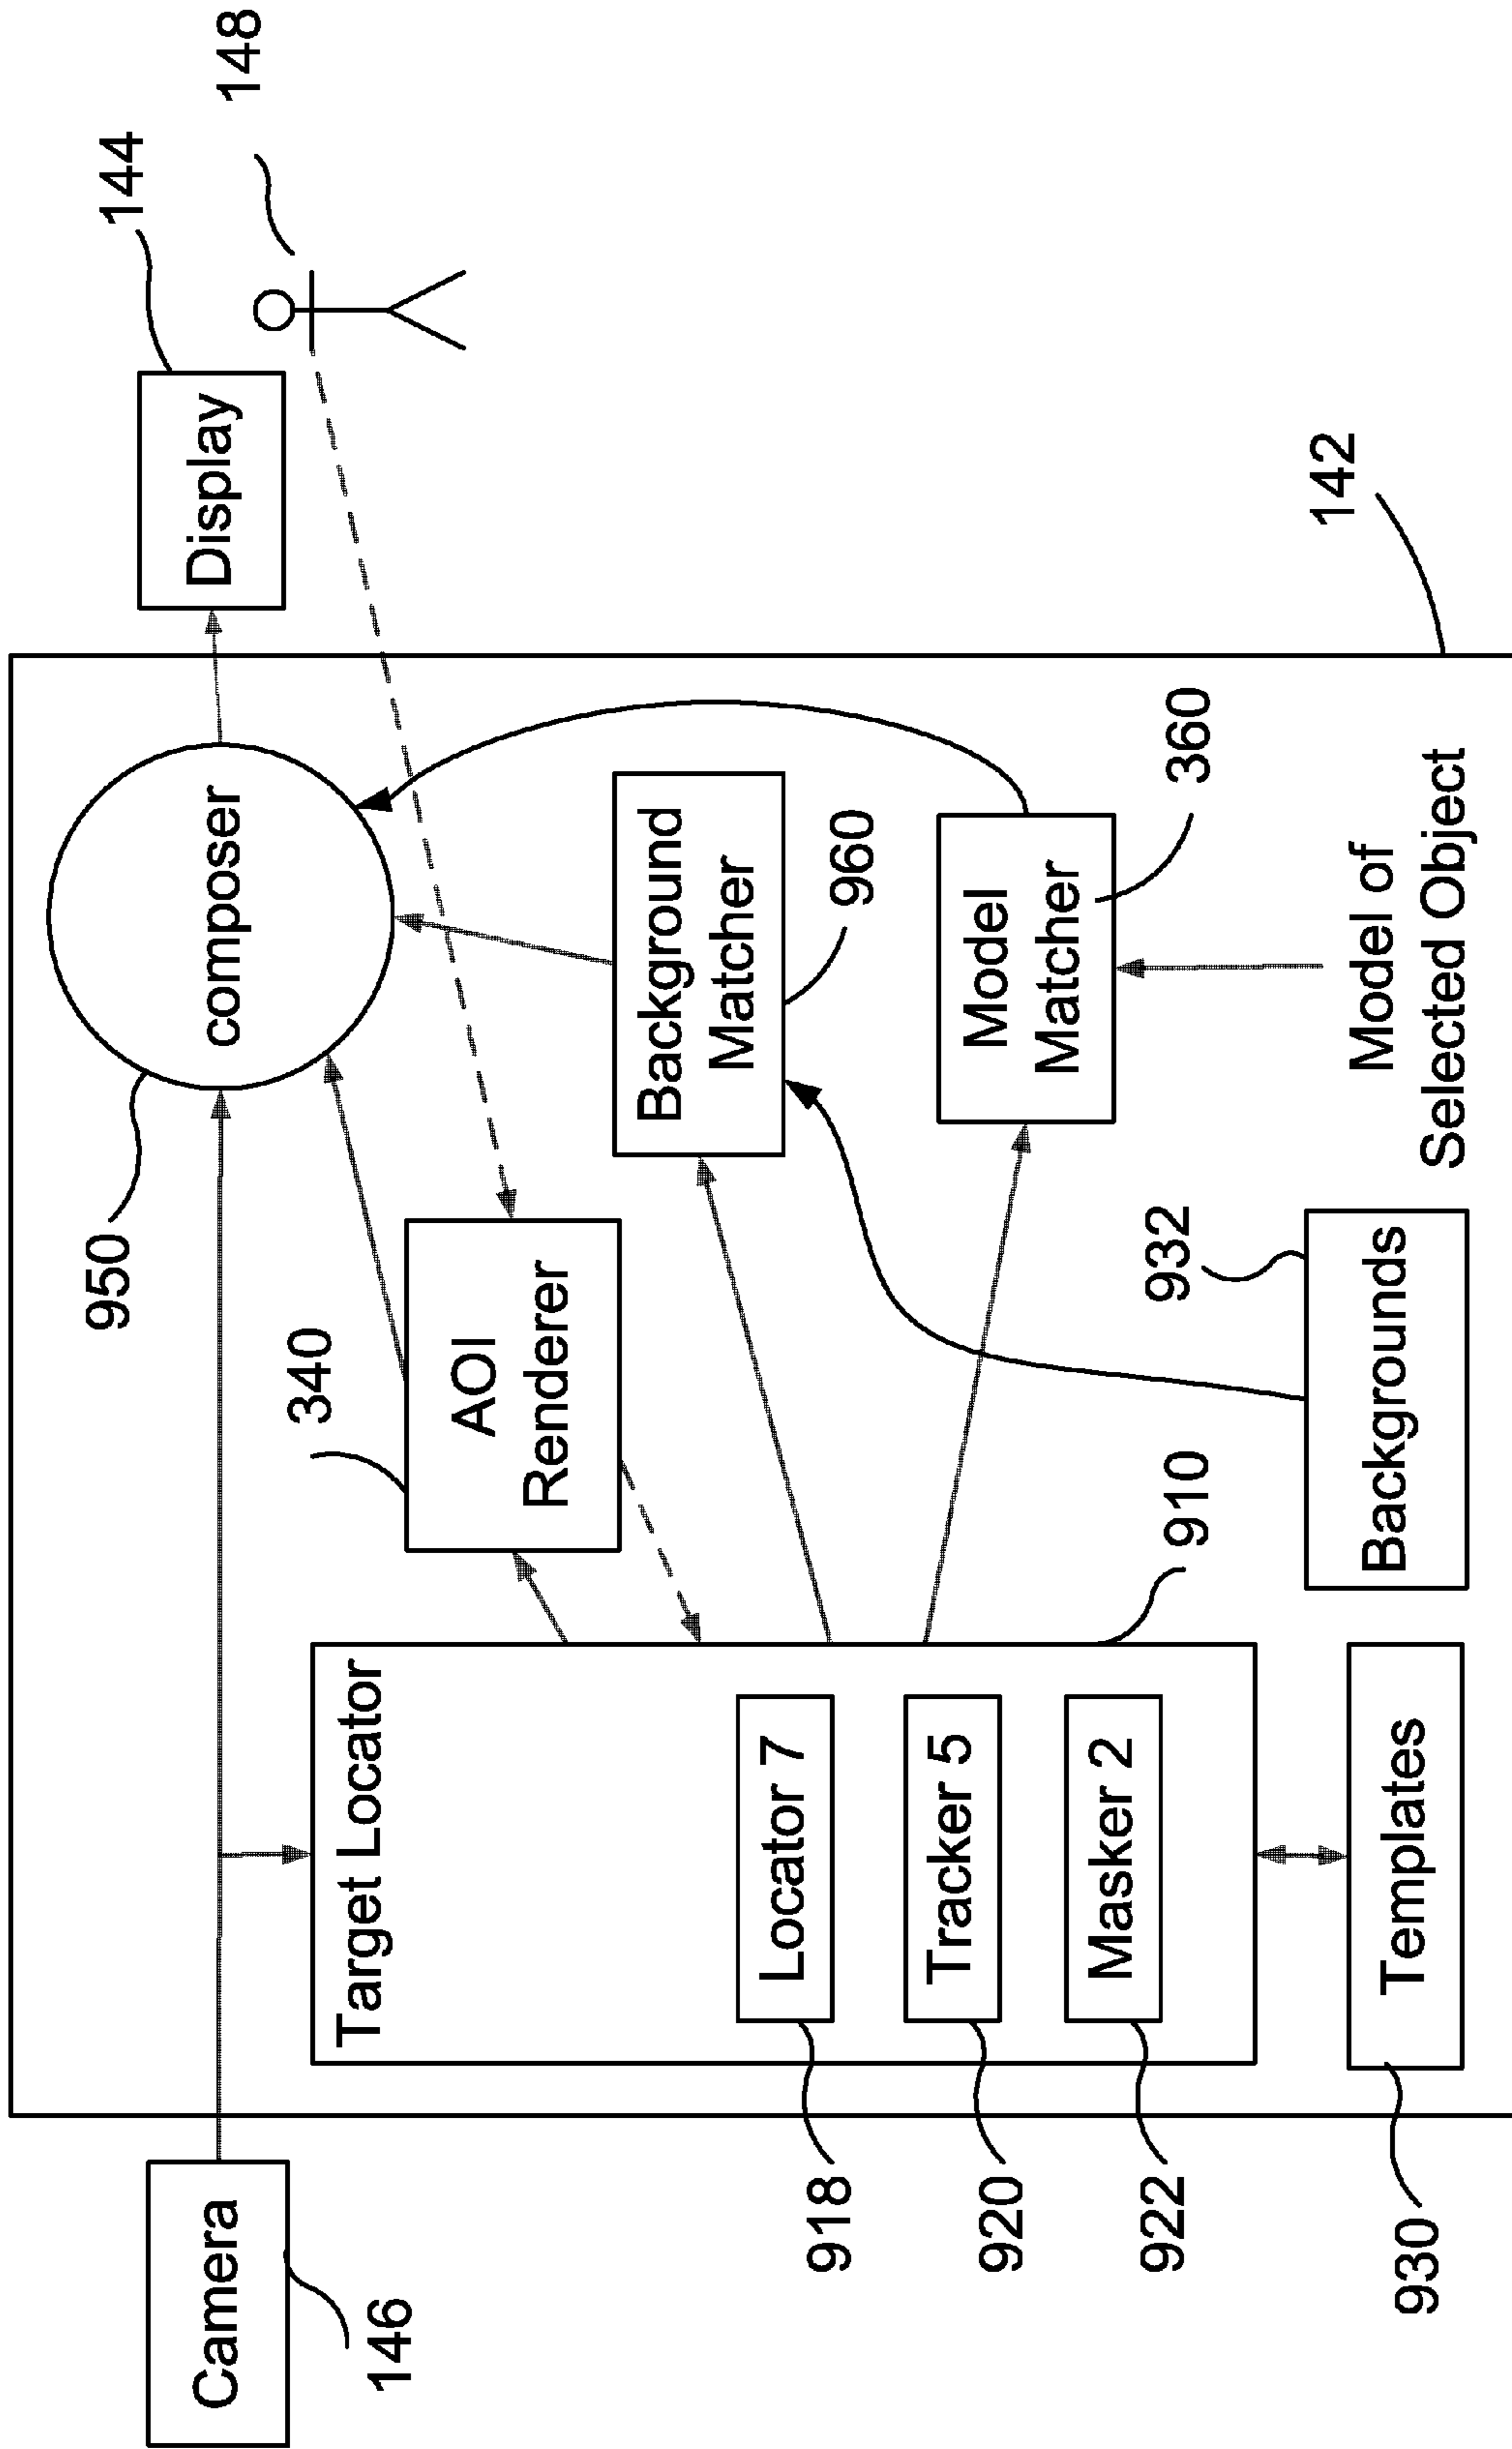 Camera
146
Target Locator
Locator 7
Tracker 5
Masker 2
918
920
922
Templates
930
910
AOI
Renderer
340
Backgrounds
932
composer
950
Background
Matcher
960
Model
Matcher
360
Model of
Selected Object
Display
144
148
142